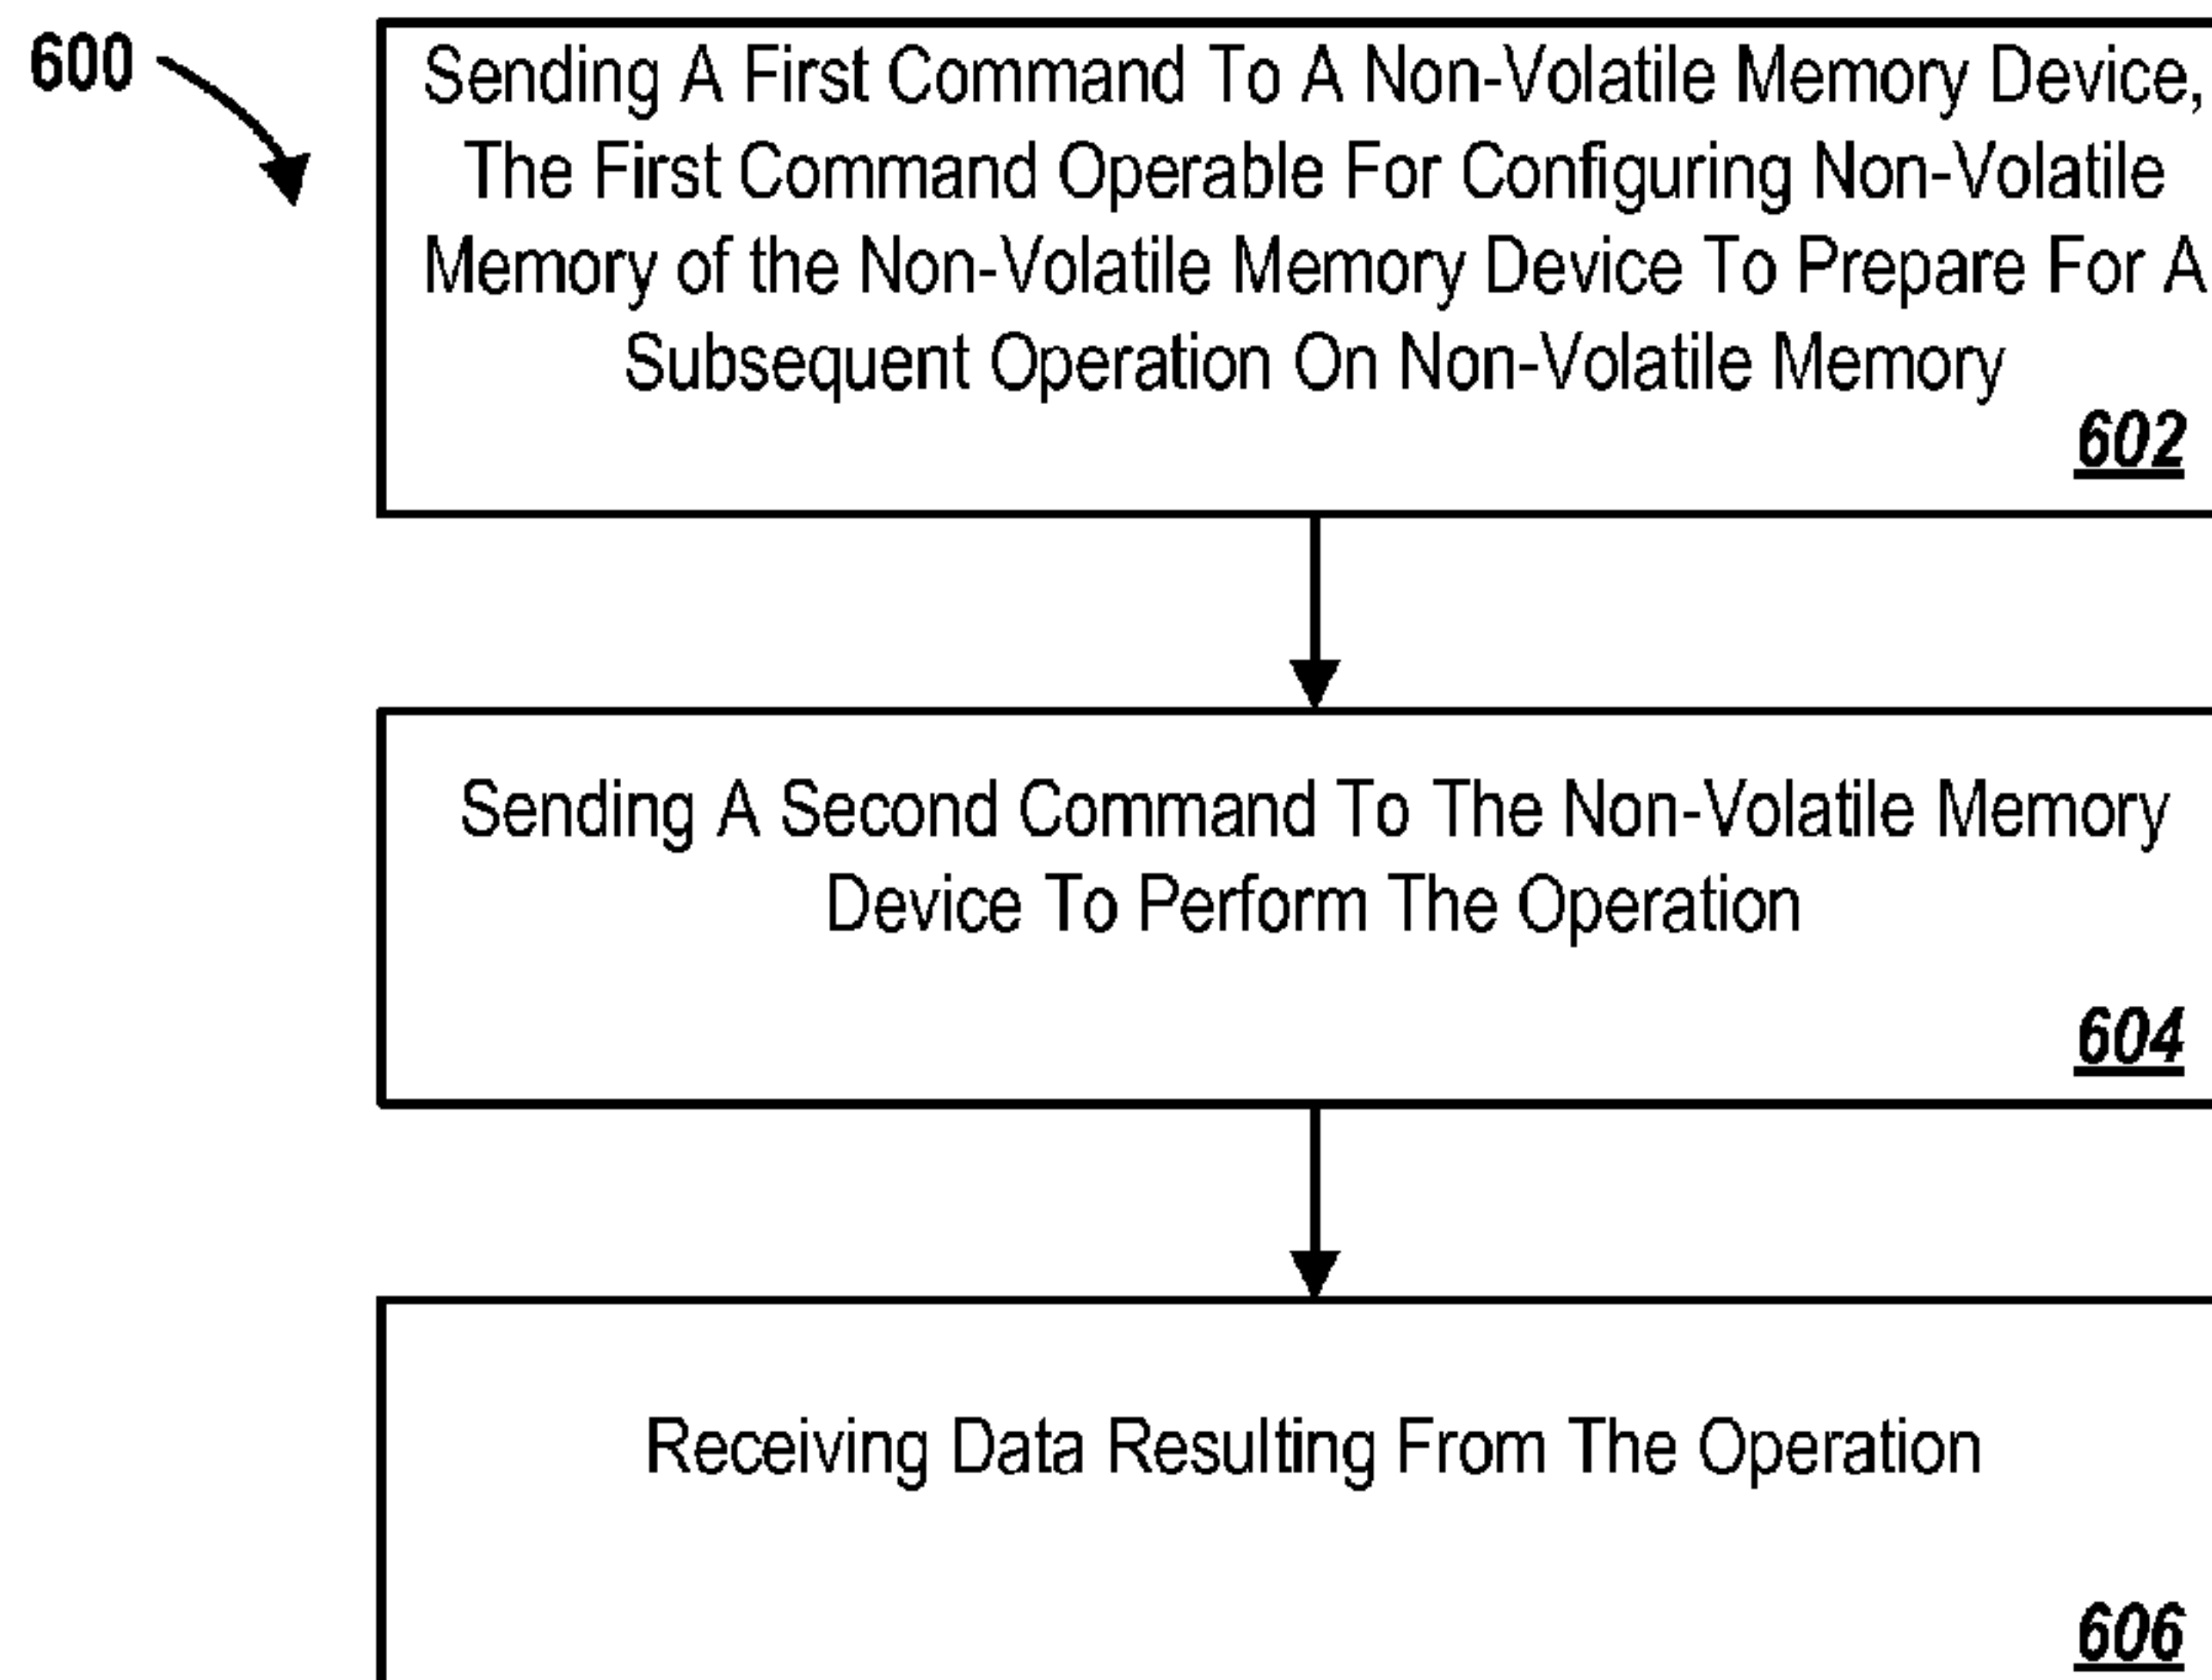 600
Sending A First Command To A Non-Volatile Memory Device,
The First Command Operable For Configuring Non-Volatile
Memory of the Non-Volatile Memory Device To Prepare For A
Subsequent Operation On Non-Volatile Memory
602
Sending A Second Command To The Non-Volatile Memory
Device To Perform The Operation
604
Receiving Data Resulting From The Operation
606